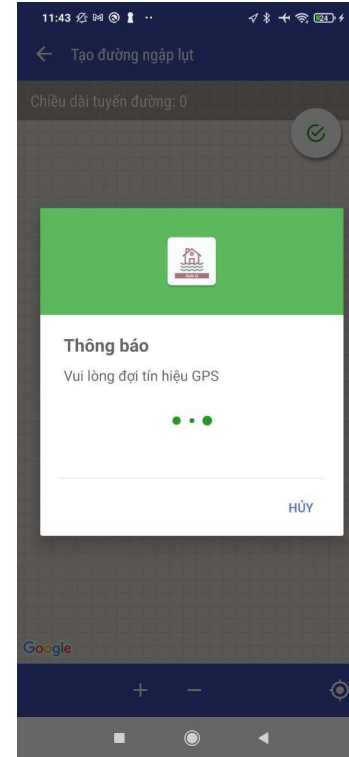 11:43
24
Tạo đường ngập lụt
Chiều dài tuyến đường: 0
Thông báo
Vui lòng đợi tín hiệu GPS
HỦY
Google